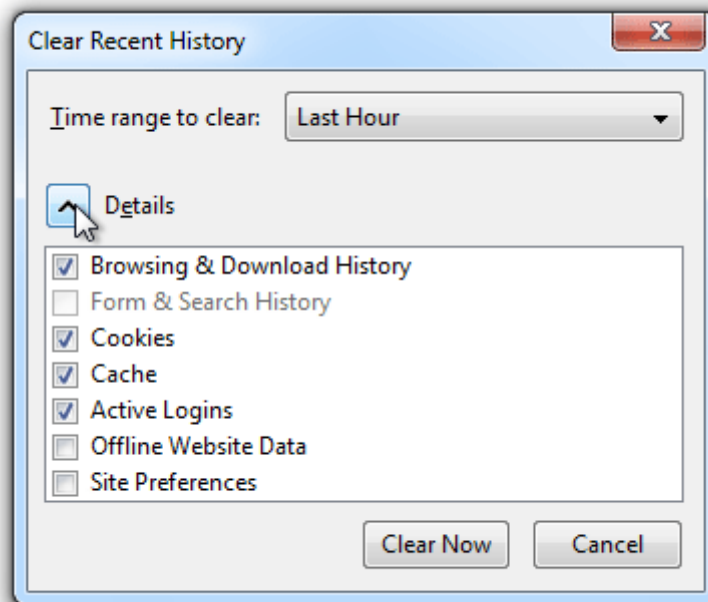 Clear Recent History
Time range to clear: Last Hour
Details
Browsing & Download History
Form & Search History
Cookies
Cache
Active Logins
Offline Website Data
Site Preferences
Clear Now Cancel